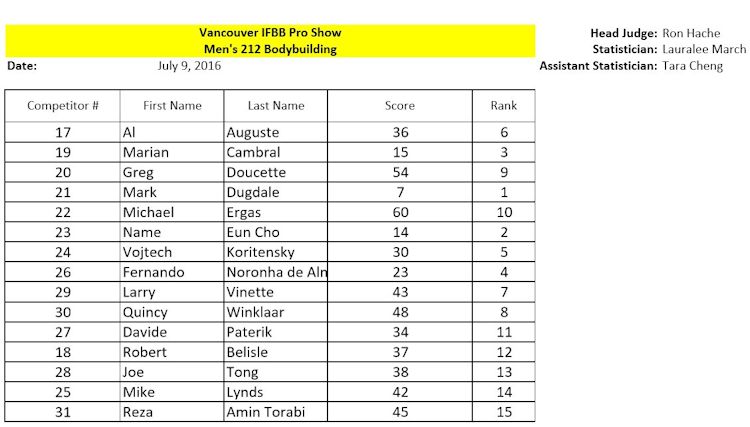 Vancouver IFBB Pro Show
Men's 212 Bodybuilding
Date: July 9, 2016
Head Judge: Ron Hache
Statistician: Lauralee March
Assistant Statistician: Tara Cheng
Competitor # First Name Last Name Score Rank
17 Al Auguste 36 6
19 Marian Cambral 15 3
20 Greg Doucette 54 9
21 Mark Dugdale 7 1
22 Michael Ergas 60 10
23 Name Eun Cho 14 2
24 Vojtech Koritensky 30 5
26 Fernando Noronha de Aln 23 4
29 Larry Vinette 43 7
30 Quincy Winklaar 48 8
27 Davide Paterik 34 11
18 Robert Belisle 37 12
28 Joe Tong 38 13
25 Mike Lynds 42 14
31 Reza Amin Torabi 45 15